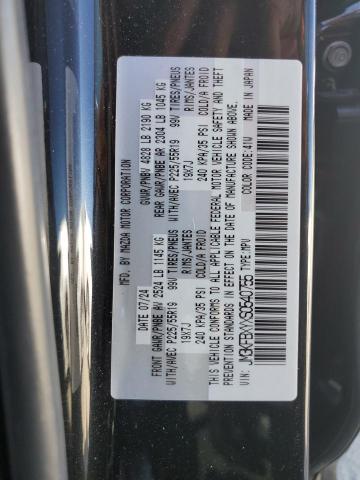 MFD. BY MAZDA MOTOR CORPORATION
DATE 07/24 GVWR/PNBV 4828 LB 2190 KG
FRONT GAWR/PNBE AV 2524 LB 1145 KG REAR GAWR/PNBE AR 2304 LB 1045 KG
WITH/AVEC P225/55R19 99V TIRES/PNEUS WITH/AVEC P225/55R19 99V TIRES/PNEUS
19X7J RIMS/JANTES 19X7J RIMS/JANTES
240 KPA/35 PSI COLD/A FROID 240 KPA/35 PSI COLD/A FROID
THIS VEHICLE CONFORMS TO ALL APPLICABLE FEDERAL MOTOR VEHICLE SAFETY AND THEFT
PREVENTION STANDARDS IN EFFECT ON THE DATE OF MANUFACTURE SHOWN ABOVE.
VIN: TYPE: MPV COLOR CODE: 41W MADE IN JAPAN